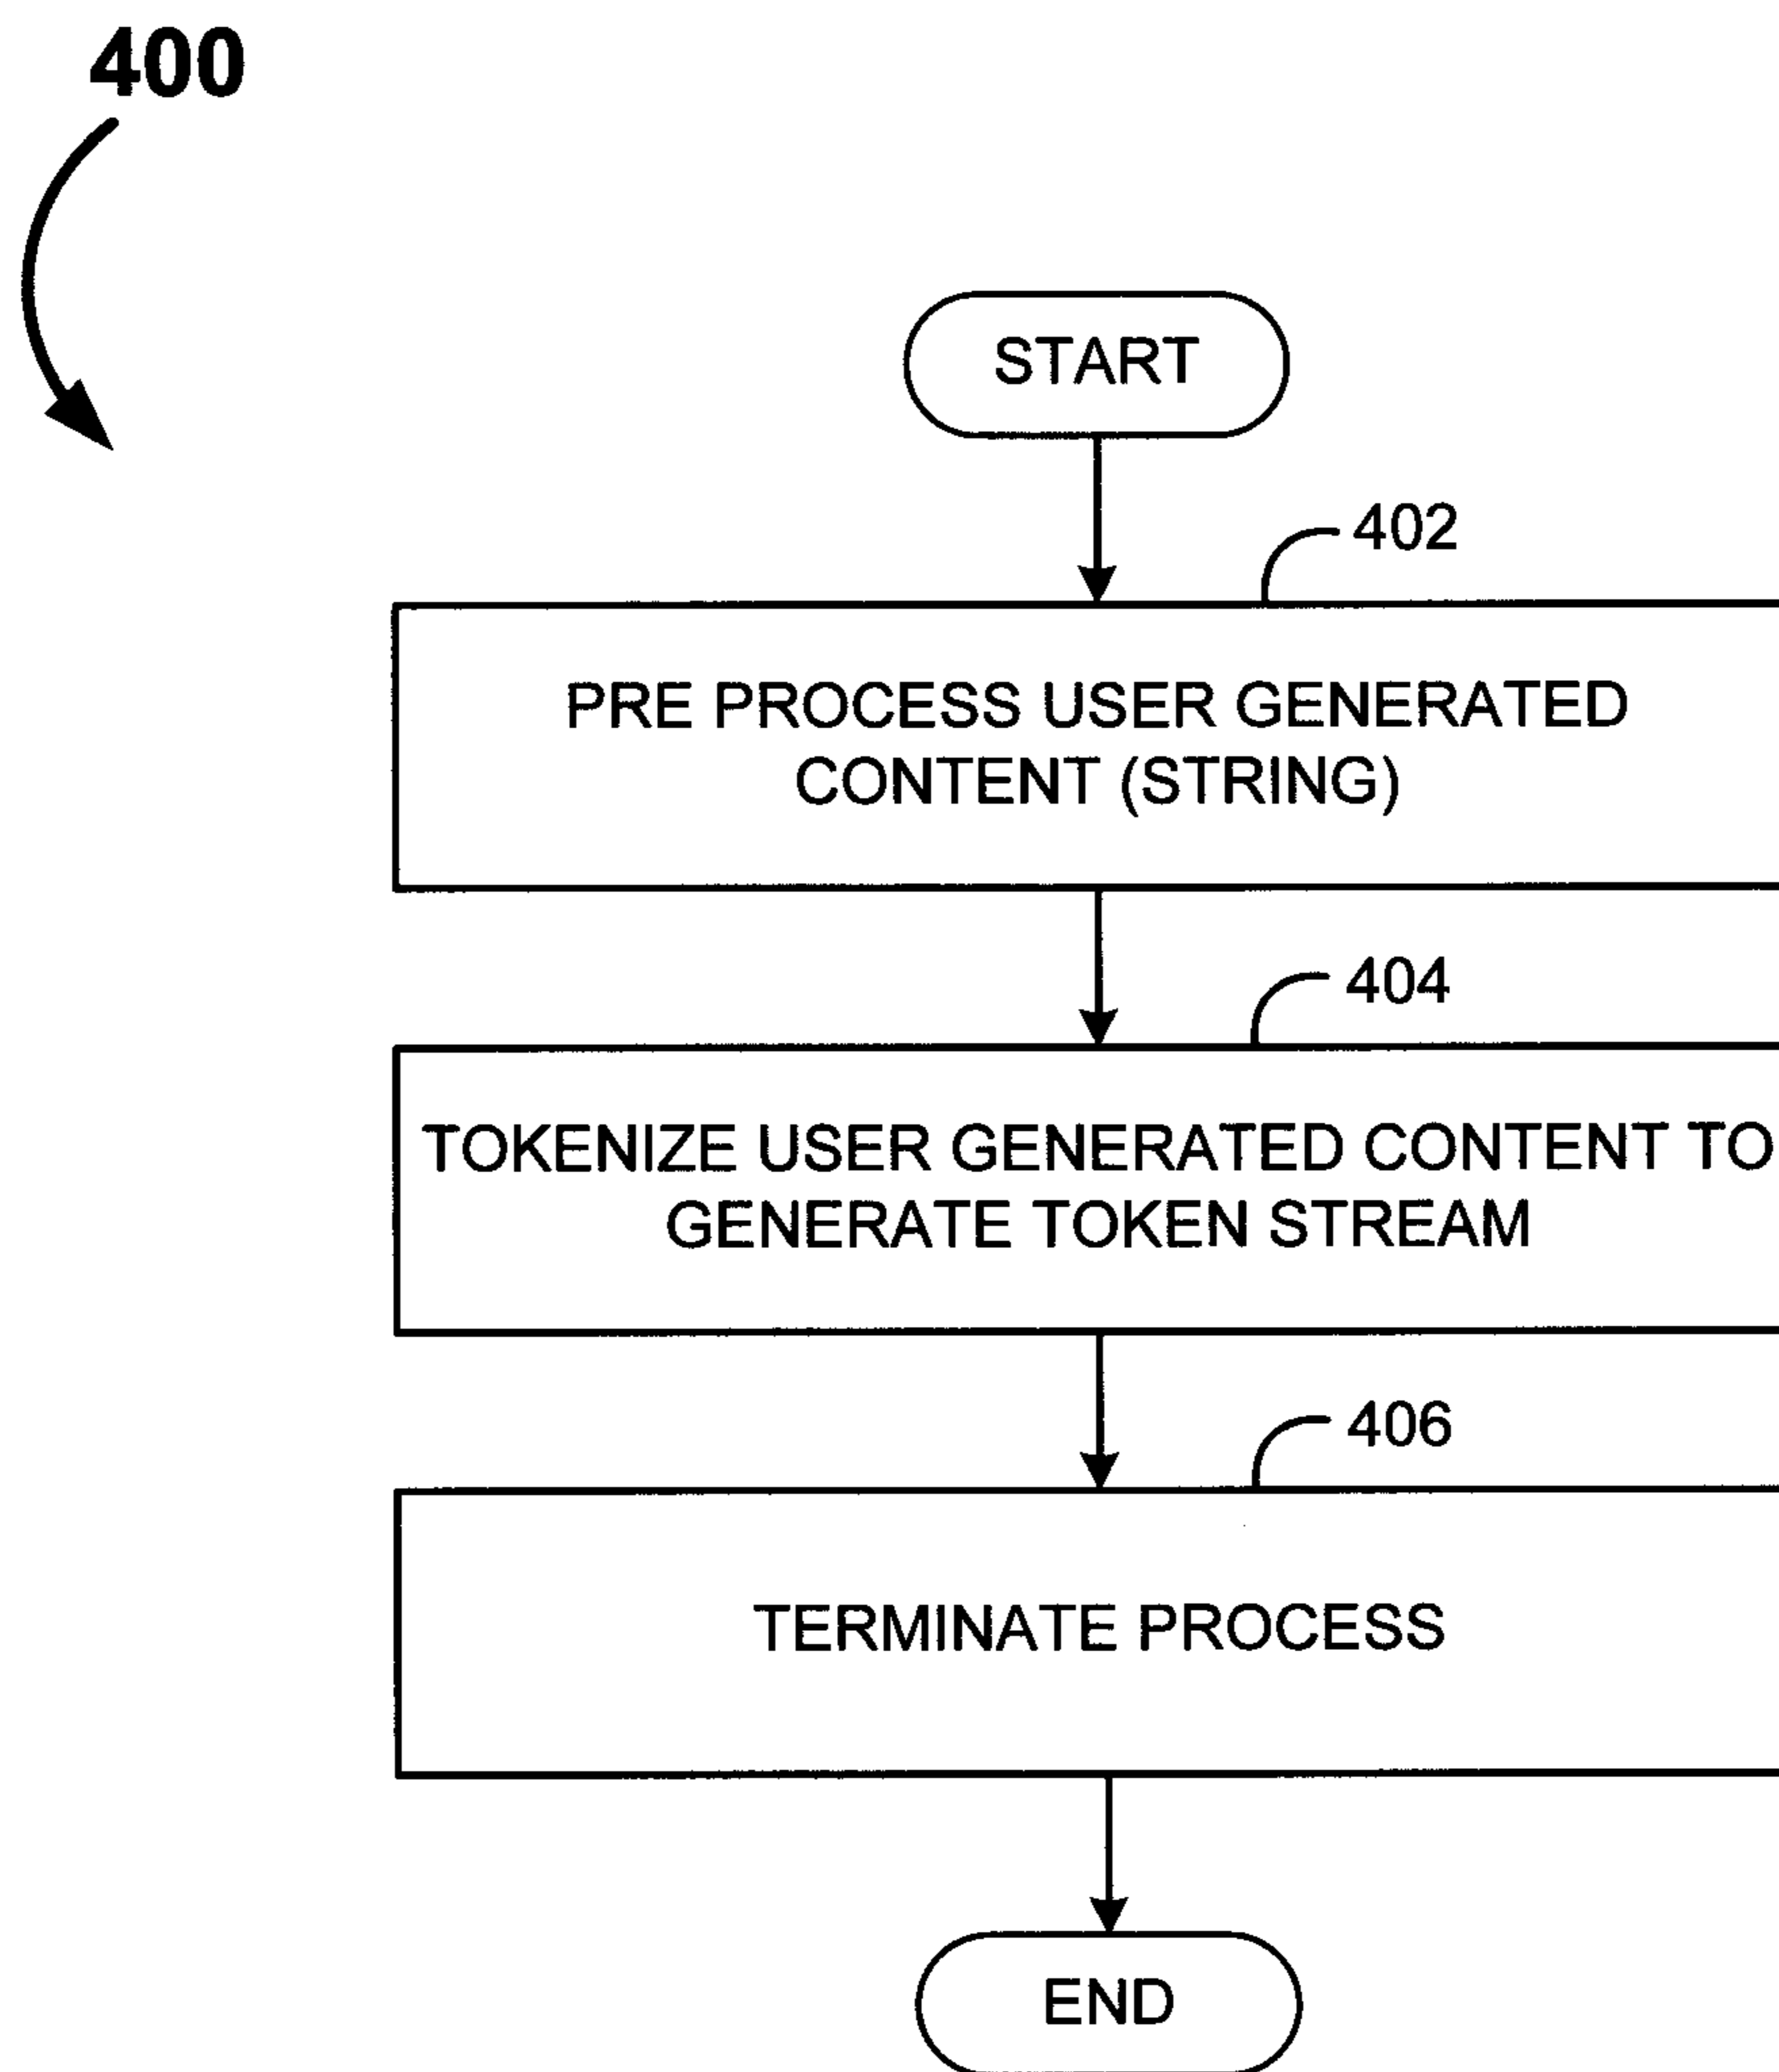 400
START
402
PRE PROCESS USER GENERATED
CONTENT (STRING)
404
TOKENIZE USER GENERATED CONTENT TO
GENERATE TOKEN STREAM
406
TERMINATE PROCESS
END